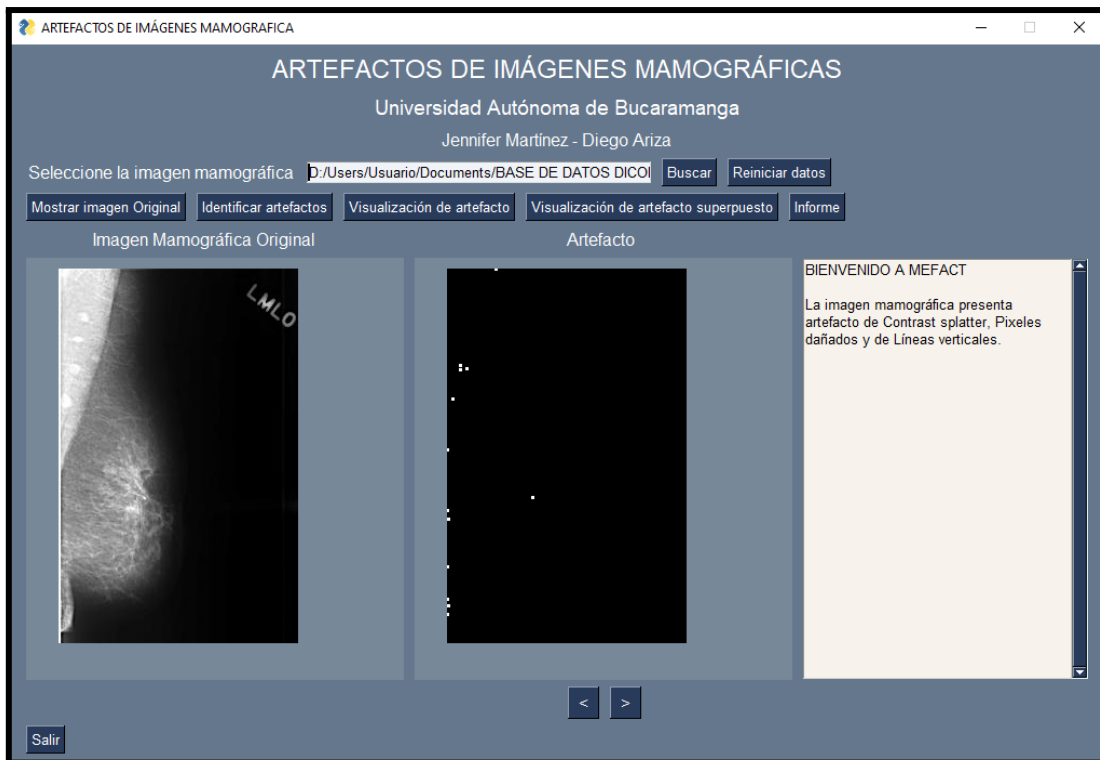 ARTEFACTOS DE IMÁGENES MAMOGRAFICA
ARTEFACTOS DE IMÁGENES MAMOGRÁFICAS
Universidad Autónoma de Bucaramanga
Jennifer Martínez - Diego Ariza
Seleccione la imagen mamográfica D:/Users/Usuario/Documents/BASE DE DATOS DICOI Buscar Reiniciar datos
Mostrar imagen Original Identificar artefactos Visualización de artefacto Visualización de artefacto superpuesto Informe
Imagen Mamográfica Original Artefacto
LMLO
BIENVENIDO A MEFACT
La imagen mamográfica presenta
artefacto de Contrast splatter, Pixeles
dañados y de Líneas verticales.
< >
Salir